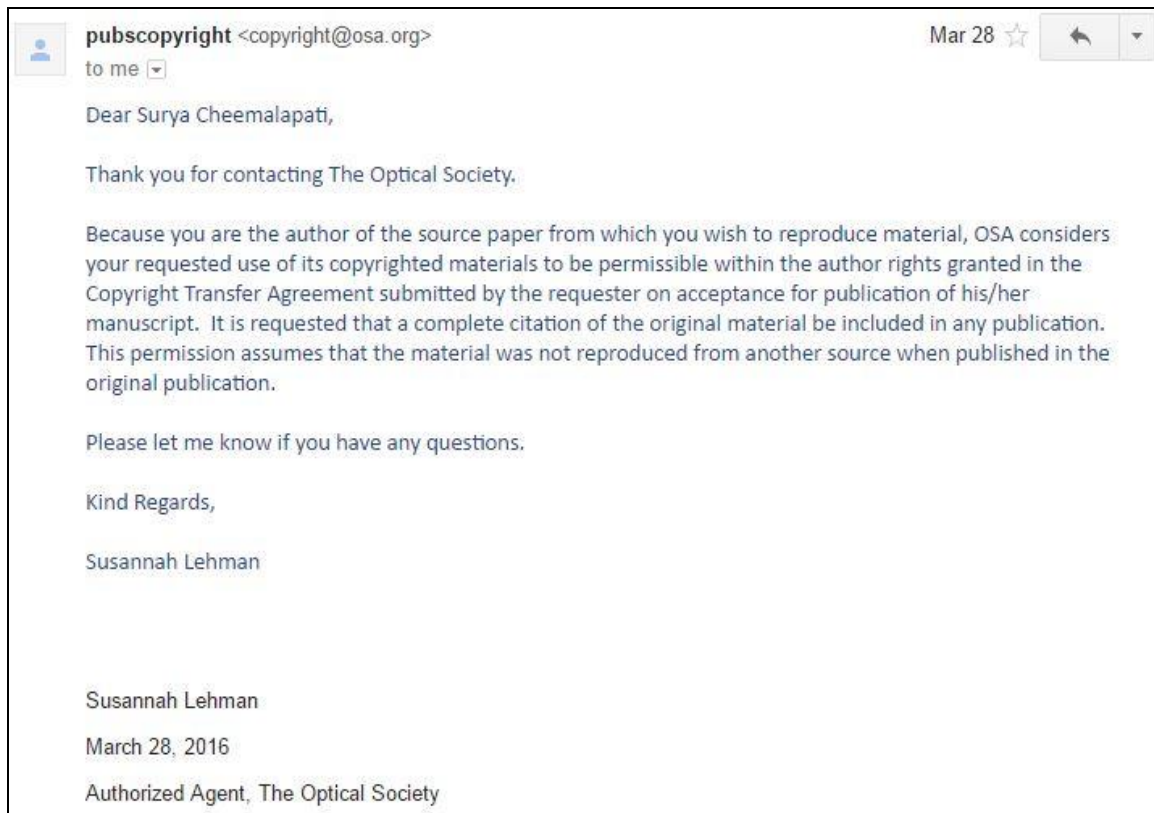 pubscopyright <copyright@osa.org>
Mar 28
to me
Dear Surya Cheemalapati,
Thank you for contacting The Optical Society.
Because you are the author of the source paper from which you wish to reproduce material, OSA considers
your requested use of its copyrighted materials to be permissible within the author rights granted in the
Copyright Transfer Agreement submitted by the requester on acceptance for publication of his/her
manuscript.  It is requested that a complete citation of the original material be included in any publication.
This permission assumes that the material was not reproduced from another source when published in the
original publication.
Please let me know if you have any questions.
Kind Regards,
Susannah Lehman
Susannah Lehman
March 28, 2016
Authorized Agent, The Optical Society